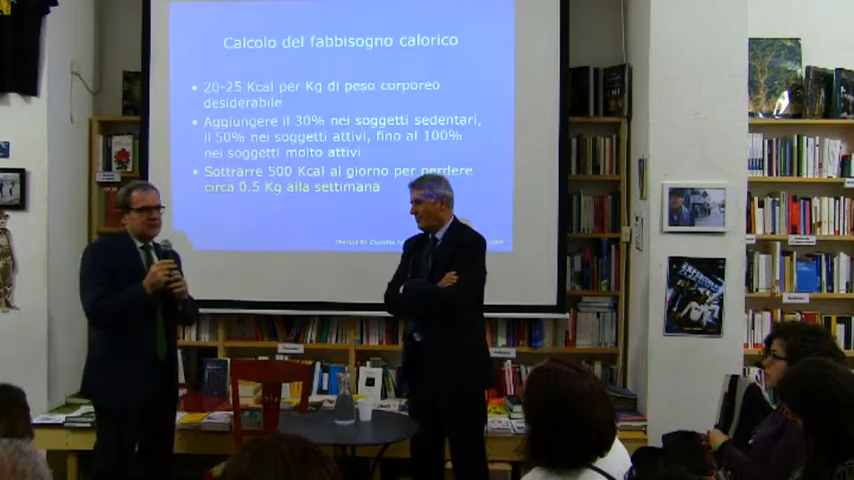 Calcolo del fabbisogno calorico
• 20-25 Kcal per Kg di peso corporeo
desiderabile
• Aggiungere il 30% nei soggetti sedentari,
il 50% nei soggetti attivi, fino al 100%
nei soggetti molto attivi
• Sottrarre 500 Kcal al giorno per perdere
circa 0.5 Kg alla settimana